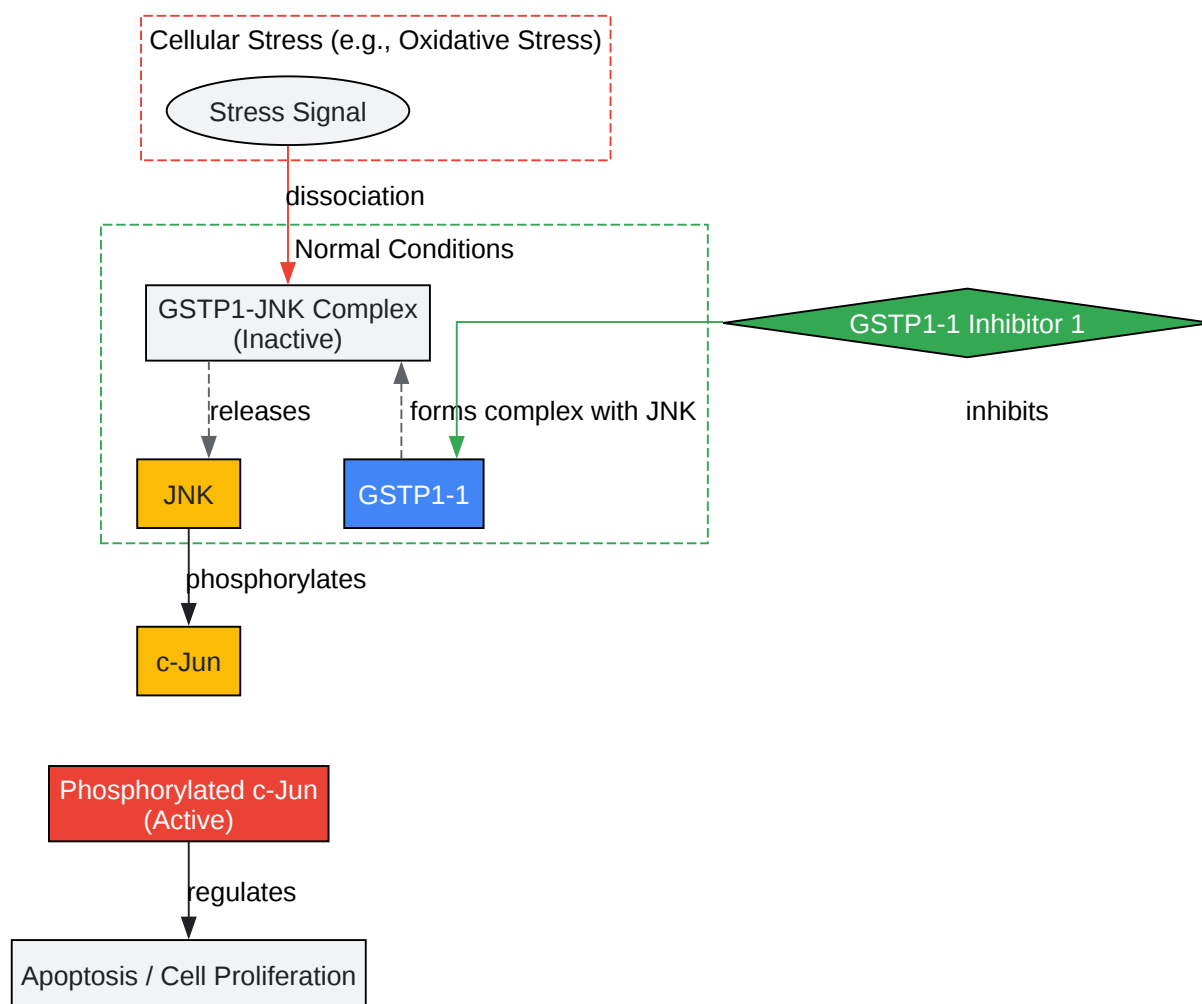 Cellular Stress (e.g., Oxidative Stress)
Stress Signal
dissociation
Normal Conditions
GSTP1-JNK Complex
(Inactive)
GSTP1-1 Inhibitor 1
releases
forms complex with JNK
inhibits
JNK
GSTP1-1
phosphorylates
c-Jun
Phosphorylated c-Jun
(Active)
regulates
Apoptosis / Cell Proliferation